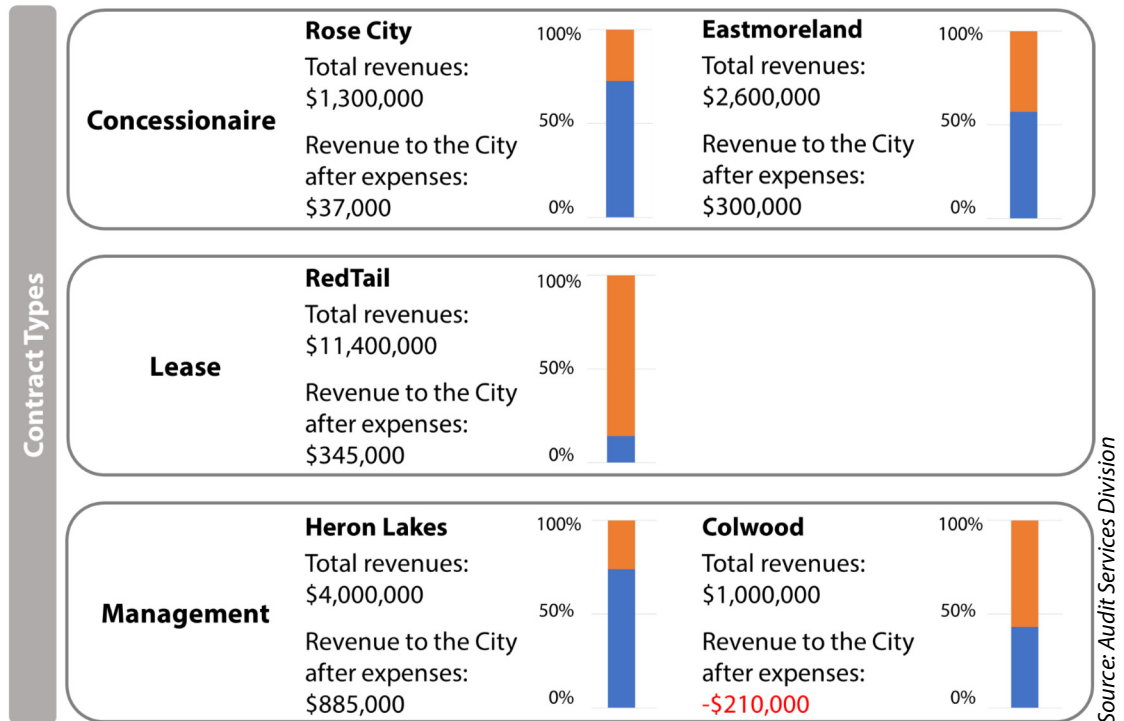 Contract Types
Concessionaire
Rose City
Total revenues:
$1,300,000
Revenue to the City
after expenses:
$37,000
100%
50%
0%
Eastmoreland
Total revenues:
$2,600,000
Revenue to the City
after expenses:
$300,000
100%
50%
0%
Lease
RedTail
Total revenues:
$11,400,000
Revenue to the City
after expenses:
$345,000
100%
50%
0%
Management
Heron Lakes
Total revenues:
$4,000,000
Revenue to the City
after expenses:
$885,000
100%
50%
0%
Colwood
Total revenues:
$1,000,000
Revenue to the City
after expenses:
-$210,000
100%
50%
0%
Source: Audit Services Division